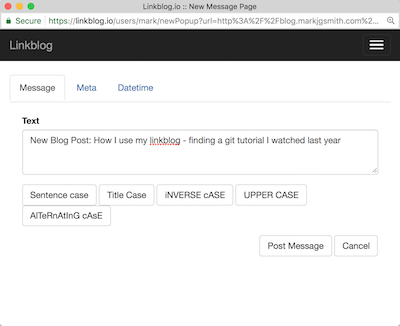 Linkblog.io :: New Message Page
Secure https://linkblog.io/users/mark/newPopup?url=http%3A%2F%2Fblog.markjgsmith.com%2...
Linkblog
Message Meta Datetime
Text
New Blog Post: How I use my linkblog - finding a git tutorial I watched last year
Sentence case Title Case iNVERSE cASE UPPER CASE
AlTeRnAtInG cAsE
Post Message Cancel